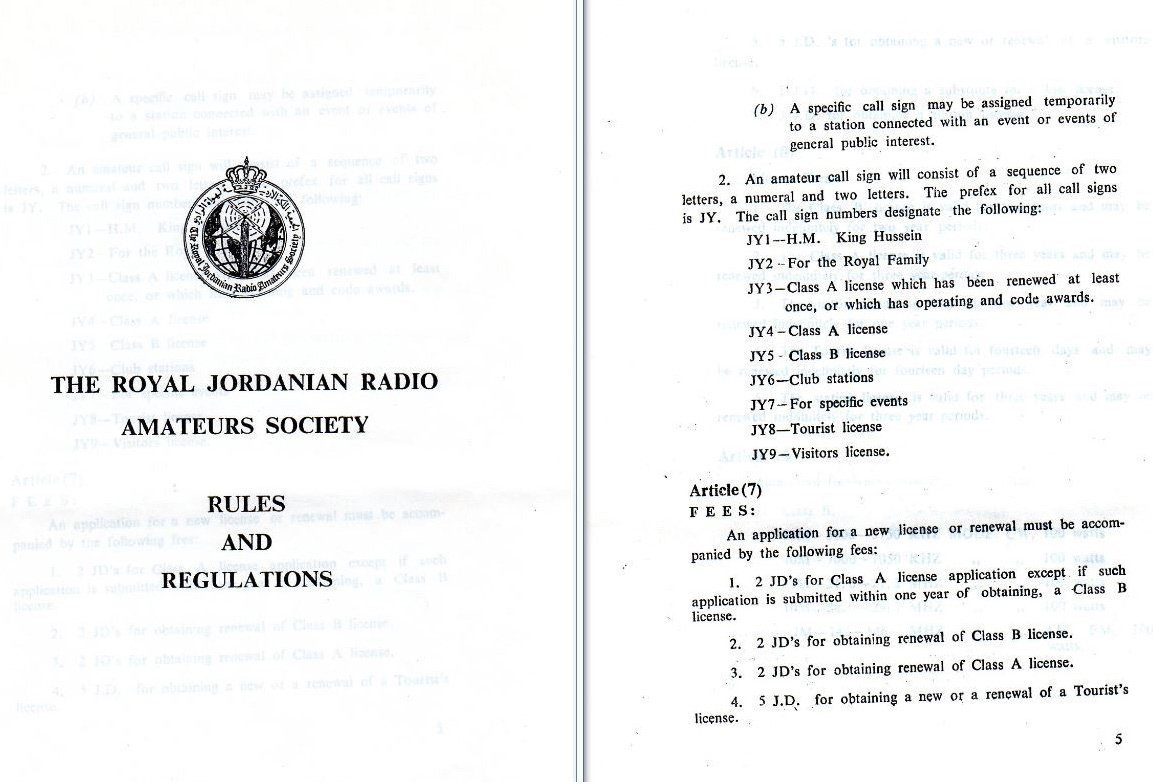 The Royal Jordanian Radio Amateurs Society
THE ROYAL JORDANIAN RADIO
AMATEURS SOCIETY
RULES
AND
REGULATIONS
(b) A specific call sign may be assigned temporarily
to a station connected with an event or events of
general public interest.
2. An amateur call sign will consist of a sequence of two
letters, a numeral and two letters. The prefex for all call signs
is JY. The call sign numbers designate the following:
JY1—H.M. King Hussein
JY2-For the Royal Family
JY3—Class A license which has been renewed at least
once, or which has operating and code awards.
JY4-Class A license
JY5 - Class B license
JY6—Club stations
JY7-For specific events
JY8—Tourist license
JY9—Visitors license.
Article (7)
F E E S :
An application for a new license or renewal must be accom-
panied by the following fees:
1. 2 JD's for Class A license application except if such
application is submitted within one year of obtaining, a Class B
license.
2. 2 JD's for obtaining renewal of Class B license.
3. 2 JD's for obtaining renewal of Class A license.
4. 5 J.D. for obtaining a new or a renewal of a Tourist's
license.
5